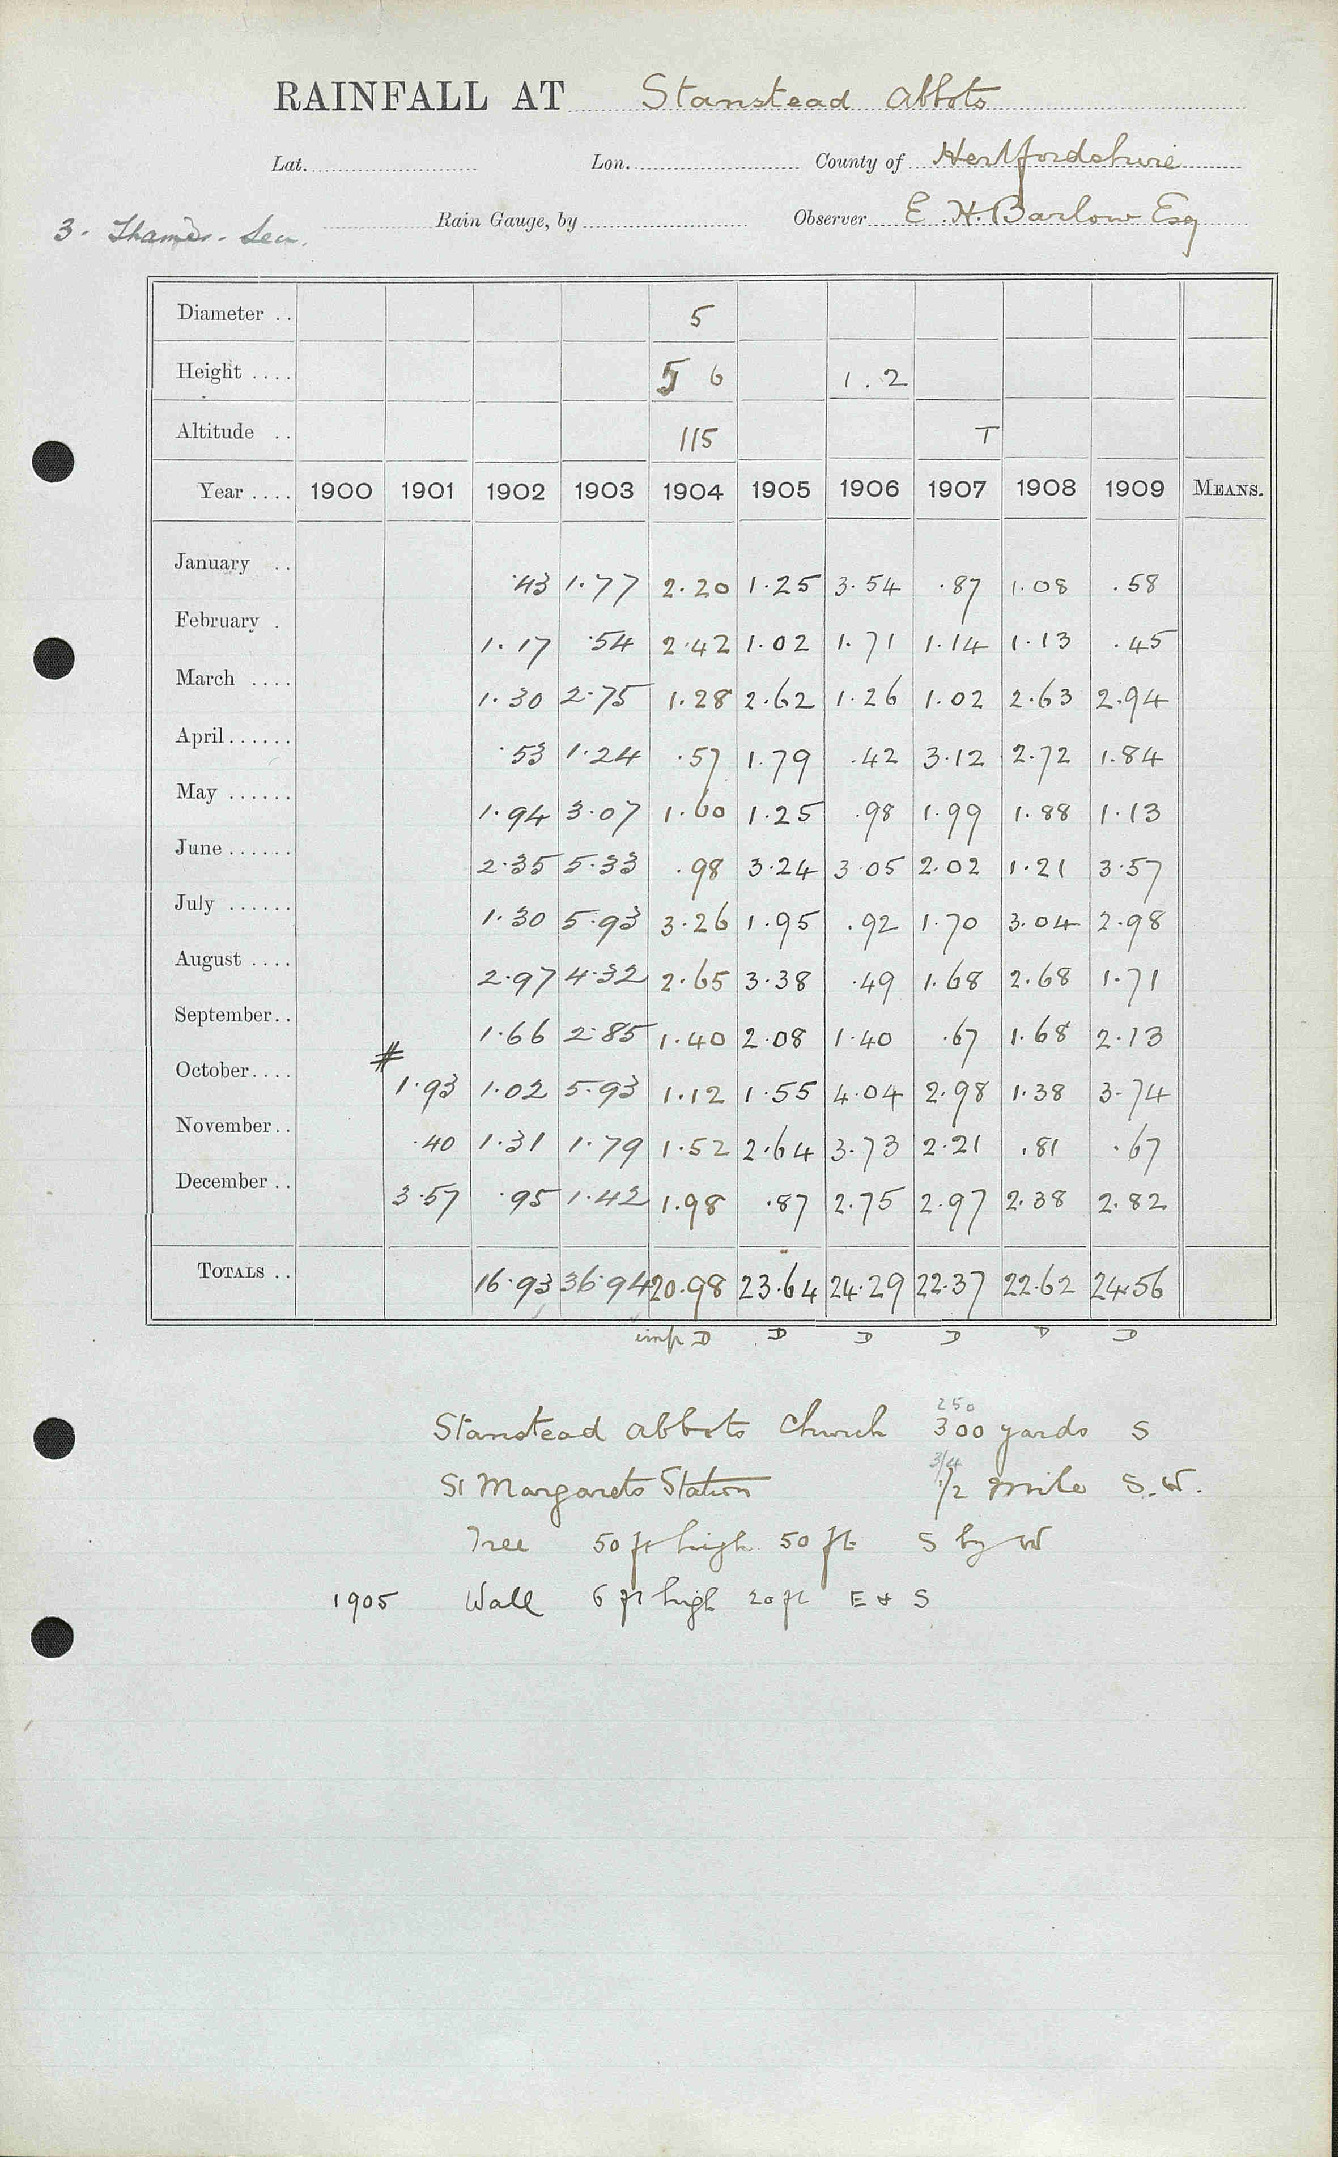 RAINFALL AT Stanstead Abbots
Lat. Lon. County of Hertfordshire
3. Thames - Lea. Rain Gauge, by Observer E. H. Barlow Esq
Diameter .. 5
Height .... 5 6 1.2
Altitude .. 115 T
Year .... 1900 1901 1902 1903 1904 1905 1906 1907 1908 1909 MEANS.
January .. .43 1.77 2.20 1.25 3.54 .87 1.08 .58
February . 1.17 .54 2.42 1.02 1.71 1.14 1.13 .45
March .... 1.30 2.75 1.28 2.62 1.26 1.02 2.63 2.94
April...... .53 1.24 .57 1.79 .42 3.12 2.72 1.84
May ...... 1.94 3.07 1.60 1.25 .98 1.99 1.88 1.13
June...... 2.35 5.33 .98 3.24 3.05 2.02 1.21 3.57
July ...... 1.30 5.93 3.26 1.95 .92 1.70 3.04 2.98
August .... 2.97 4.32 2.65 3.38 .49 1.68 2.68 1.71
September.. 1.66 2.85 1.40 2.08 1.40 .67 1.68 2.13
October.... # 1.93 1.02 5.93 1.12 1.55 4.04 2.98 1.38 3.74
November.. .40 1.31 1.79 1.52 2.64 3.73 2.21 .81 .67
December .. 3.57 .95 1.42 1.98 .87 2.75 2.97 2.38 2.82
TOTALS .. 16.93 36.94 20.98 23.64 24.29 22.37 22.62 24.56
imp D D D D D D
250
Stanstead Abbots Church 300 yards S
3/4
St Margarets Station 1/2 mile S.W.
Tree 50 ft high 50 ft S by W
1905 Wall 6 ft high 20 ft E & S